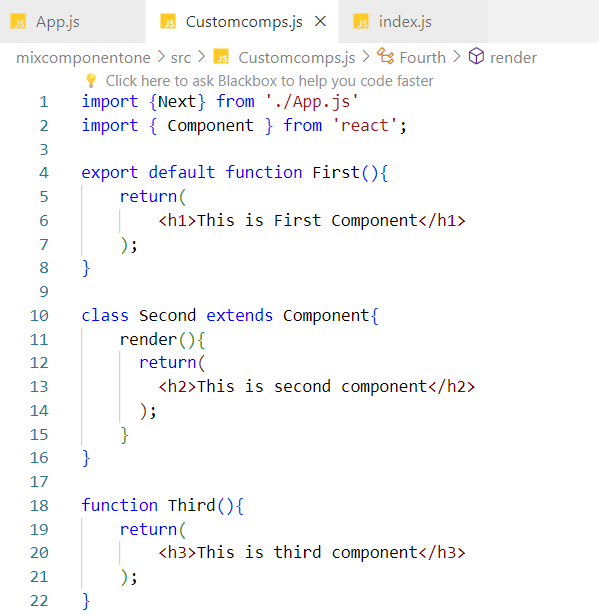 JS App.js JS Customcomps.js × JS index.js
mixcomponentone > src > JS Customcomps.js > Fourth > render
Click here to ask Blackbox to help you code faster
1 import {Next} from './App.js'
2 import { Component } from 'react';
3
4 export default function First(){
5 return(
6 <h1>This is First Component</h1>
7 );
8 }
9
10 class Second extends Component{
11 render(){
12 return(
13 <h2>This is second component</h2>
14 );
15 }
16 }
17
18 function Third(){
19 return(
20 <h3>This is third component</h3>
21 );
22 }